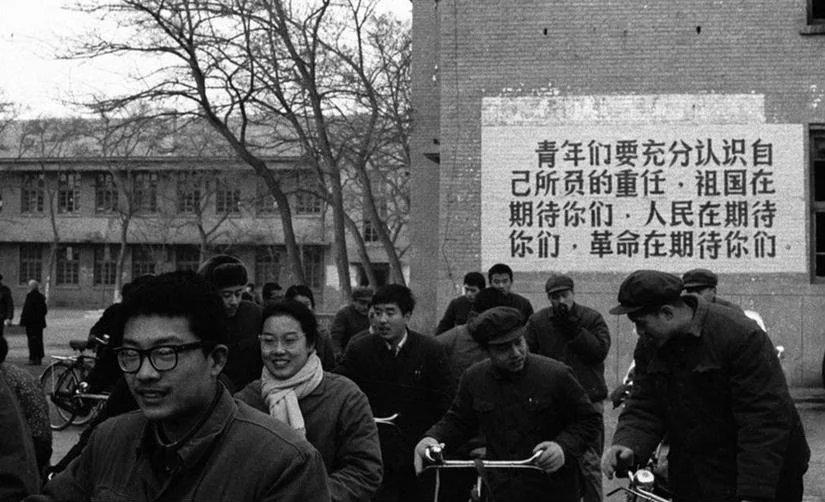 青年们要充分认识自
己所负的重任，祖国在
期待你们，人民在期待
你们，革命在期待你们。